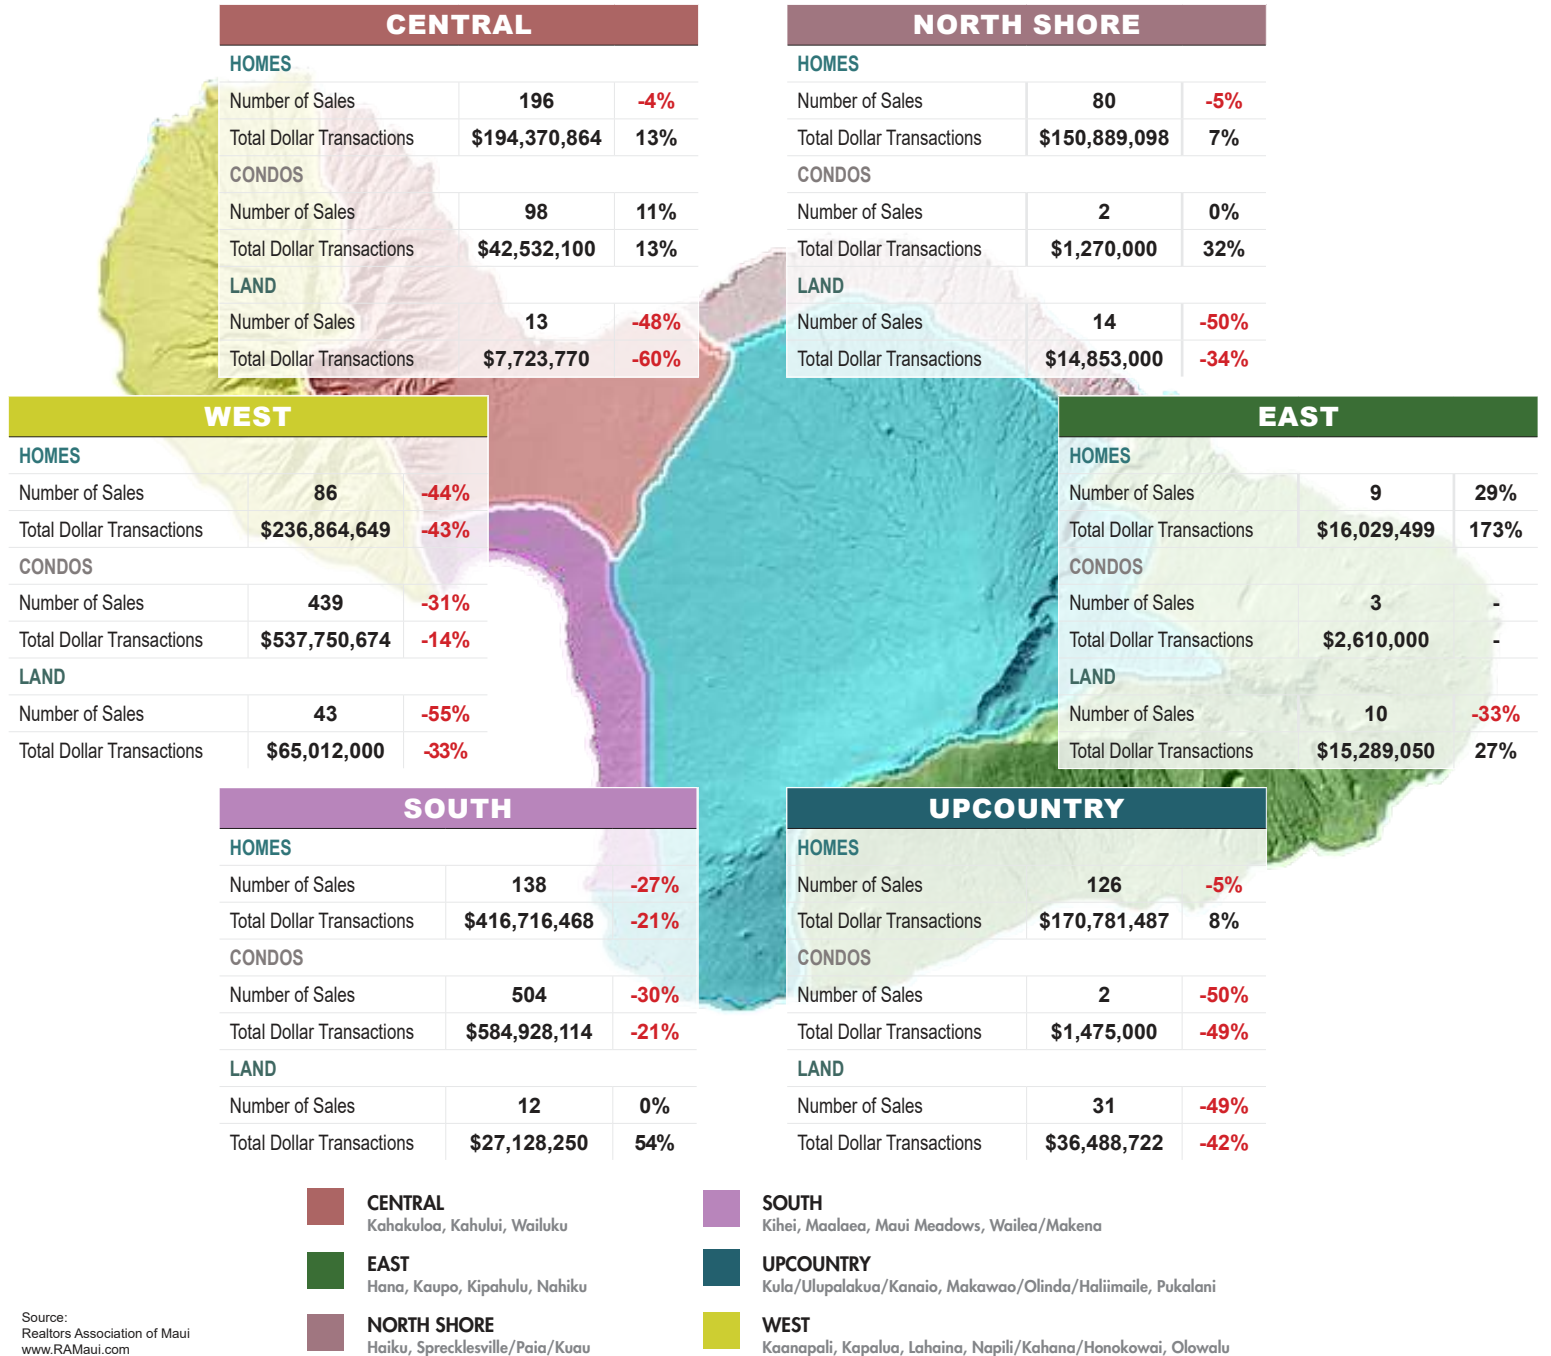 CENTRAL
HOMES
Number of Sales 196 -4%
Total Dollar Transactions $194,370,864 13%
CONDOS
Number of Sales 98 11%
Total Dollar Transactions $42,532,100 13%
LAND
Number of Sales 13 -48%
Total Dollar Transactions $7,723,770 -60%
NORTH SHORE
HOMES
Number of Sales 80 -5%
Total Dollar Transactions $150,889,098 7%
CONDOS
Number of Sales 2 0%
Total Dollar Transactions $1,270,000 32%
LAND
Number of Sales 14 -50%
Total Dollar Transactions $14,853,000 -34%
WEST
HOMES
Number of Sales 86 -44%
Total Dollar Transactions $236,864,649 -43%
CONDOS
Number of Sales 439 -31%
Total Dollar Transactions $537,750,674 -14%
LAND
Number of Sales 43 -55%
Total Dollar Transactions $65,012,000 -33%
EAST
HOMES
Number of Sales 9 29%
Total Dollar Transactions $16,029,499 173%
CONDOS
Number of Sales 3 -
Total Dollar Transactions $2,610,000 -
LAND
Number of Sales 10 -33%
Total Dollar Transactions $15,289,050 27%
SOUTH
HOMES
Number of Sales 138 -27%
Total Dollar Transactions $416,716,468 -21%
CONDOS
Number of Sales 504 -30%
Total Dollar Transactions $584,928,114 -21%
LAND
Number of Sales 12 0%
Total Dollar Transactions $27,128,250 54%
UPCOUNTRY
HOMES
Number of Sales 126 -5%
Total Dollar Transactions $170,781,487 8%
CONDOS
Number of Sales 2 -50%
Total Dollar Transactions $1,475,000 -49%
LAND
Number of Sales 31 -49%
Total Dollar Transactions $36,488,722 -42%
CENTRAL
Kahakuloa, Kahului, Wailuku
EAST
Hana, Kaupo, Kipahulu, Nahiku
NORTH SHORE
Haiku, Sprecklesville/Paia/Kuau
SOUTH
Kihei, Maalaea, Maui Meadows, Wailea/Makena
UPCOUNTRY
Kula/Ulupalakua/Kanaio, Makawao/Olinda/Haliimaile, Pukalani
WEST
Kaanapali, Kapalua, Lahaina, Napili/Kahana/Honokowai, Olowalu
Source:
Realtors Association of Maui
www.RAMaui.com